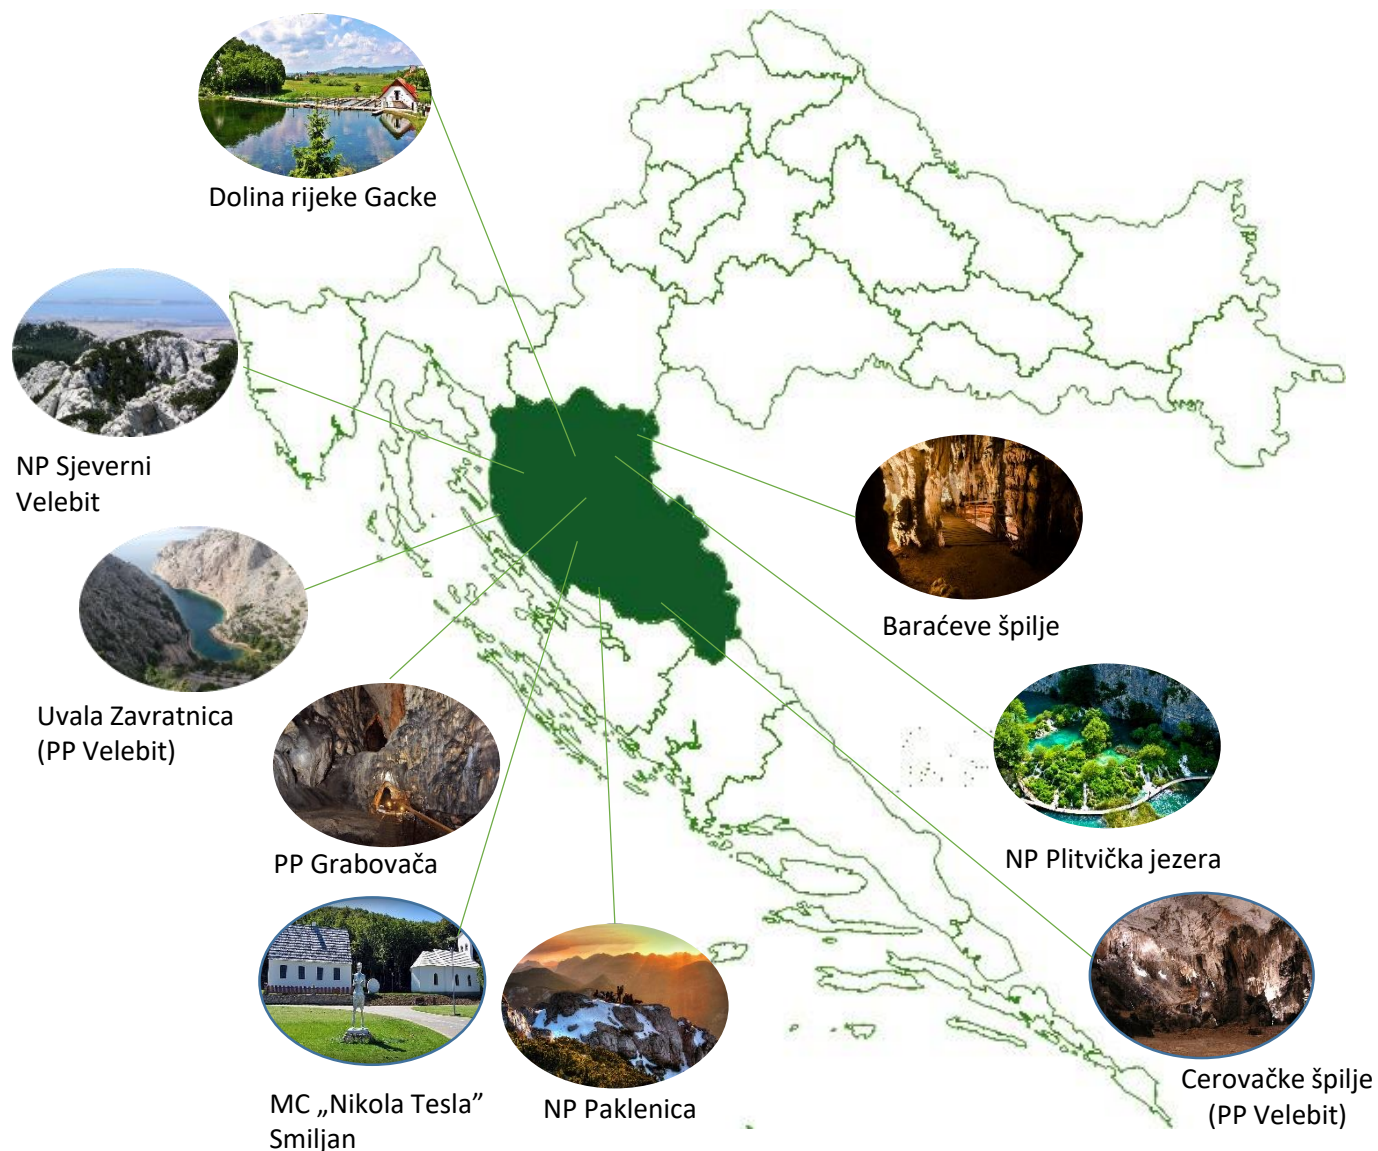 Dolina rijeke Gacke
NP Sjeverni
Velebit
Baraćeve špilje
Uvala Zavratnica
(PP Velebit)
NP Plitvička jezera
PP Grabovača
Cerovačke špilje
(PP Velebit)
MC „Nikola Tesla”
Smiljan
NP Paklenica